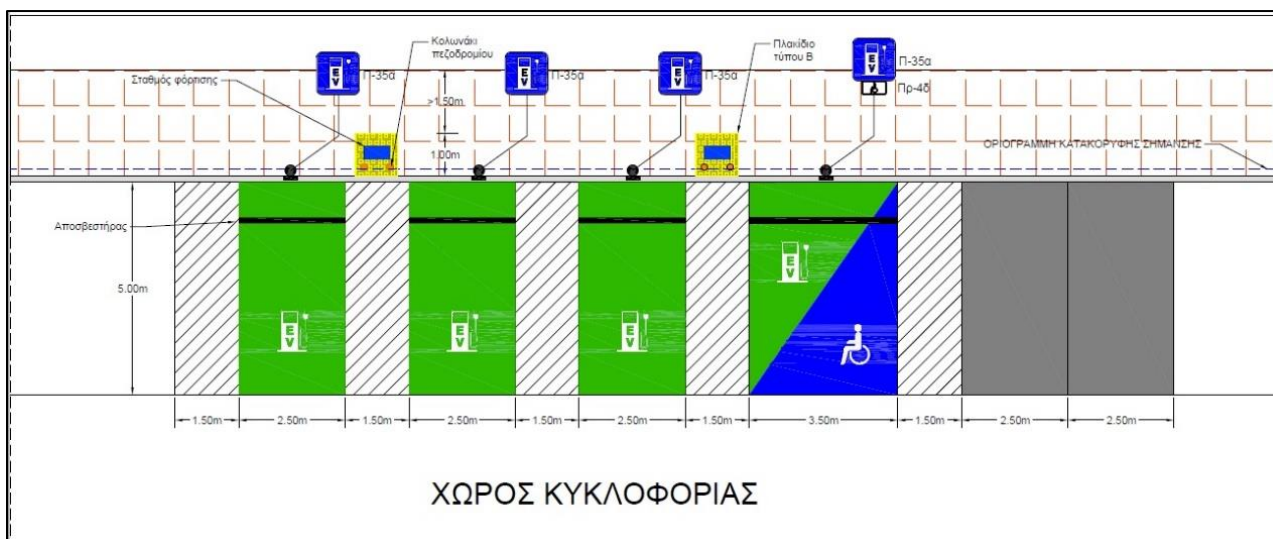 Κολωνάκι
πεζοδρομίου
Πλακίδιο
τύπου Β
Σταθμός φόρτισης
EV
Π-35α
EV
Π-35α
EV
Π-35α
EV
Π-35α
Πρ-4δ
>1.50m
1.00m
ΟΡΙΟΓΡΑΜΜΗ ΚΑΤΑΚΟΡΥΦΗΣ ΣΗΜΑΝΣΗΣ
Αποσβεστήρας
5.00m
EV
EV
EV
EV
1.50m
2.50m
1.50m
2.50m
1.50m
2.50m
1.50m
3.50m
1.50m
2.50m
2.50m
ΧΩΡΟΣ ΚΥΚΛΟΦΟΡΙΑΣ